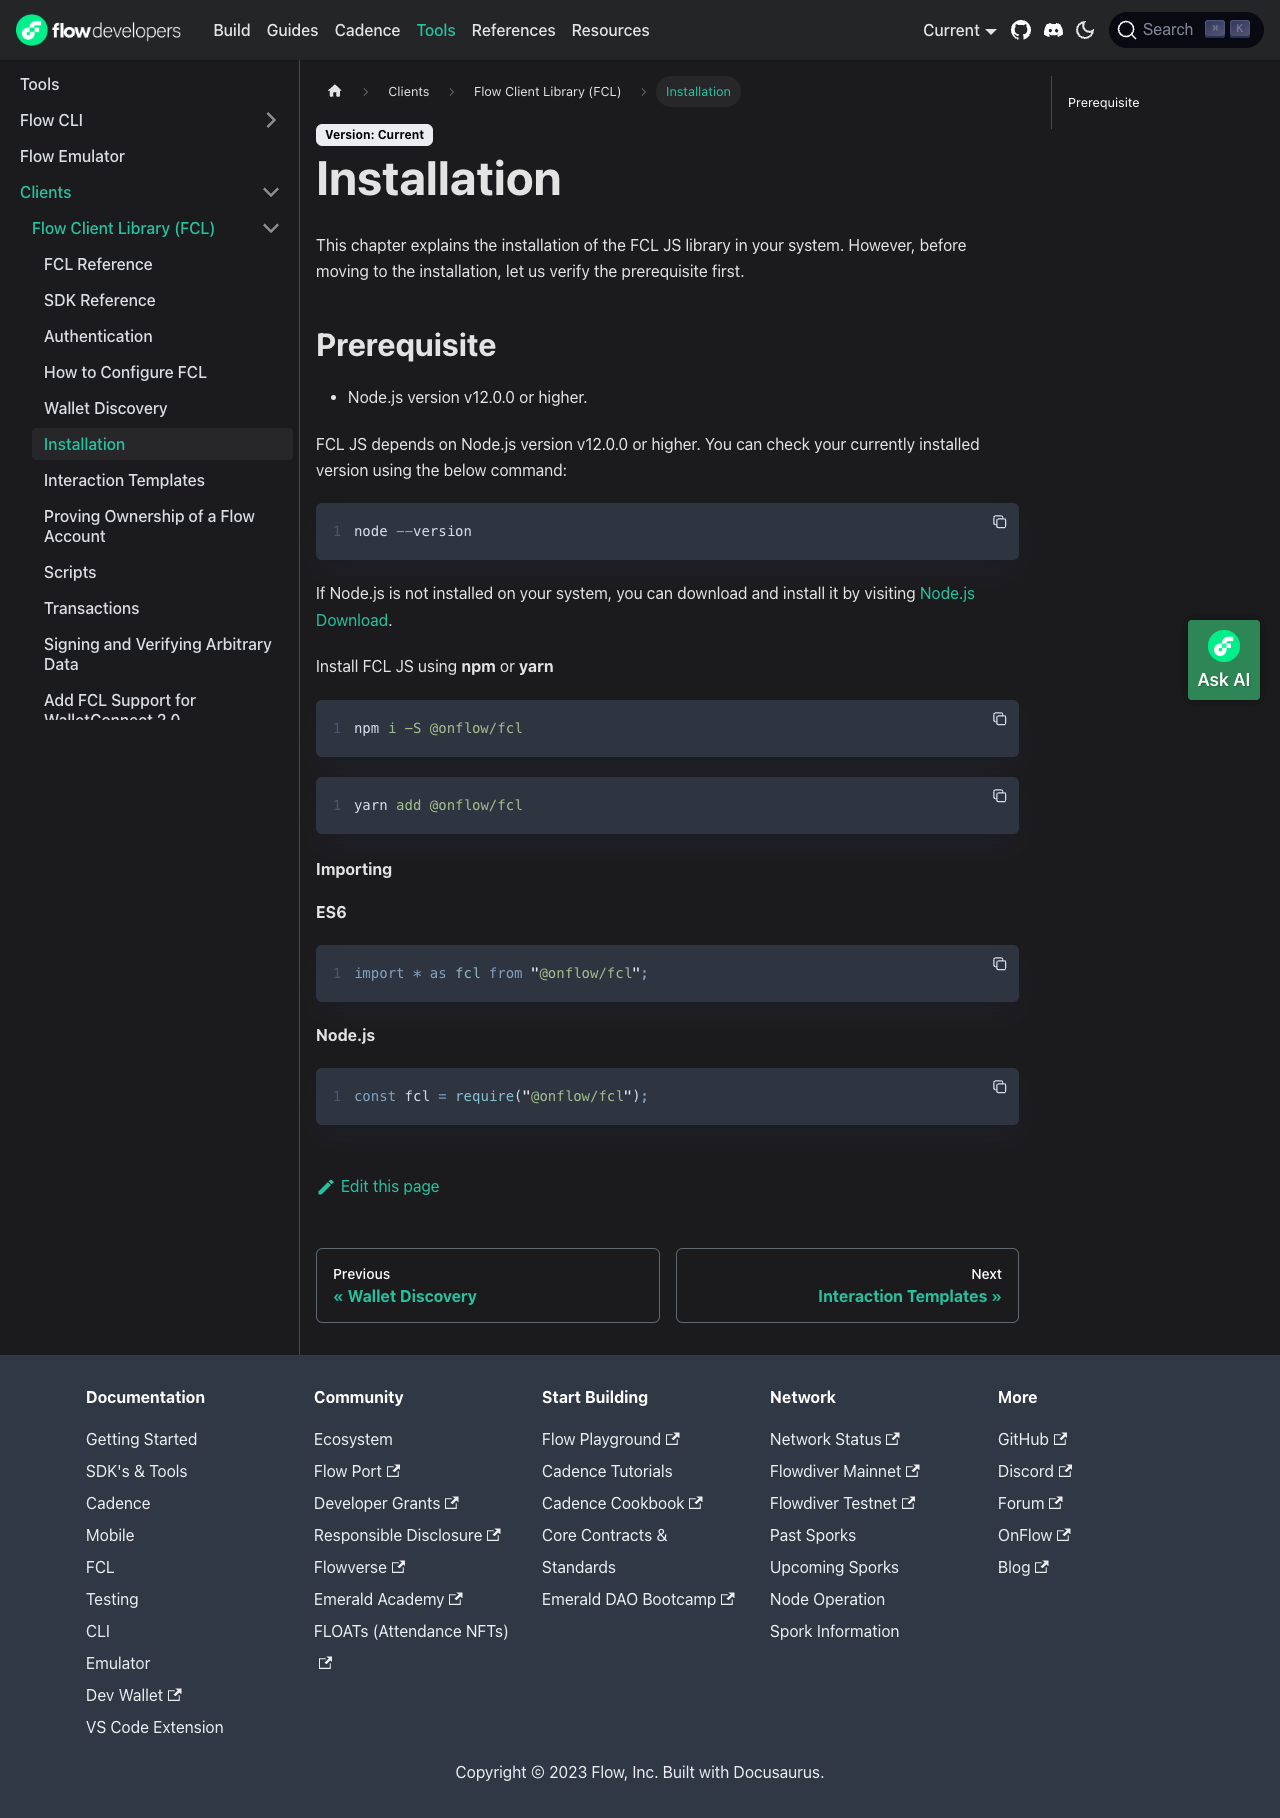 flowdevelopers
Build Guides Cadence Tools References Resources
Current
Search ⌘ K
Tools
Flow CLI
Flow Emulator
Clients
Flow Client Library (FCL)
FCL Reference
SDK Reference
Authentication
How to Configure FCL
Wallet Discovery
Installation
Interaction Templates
Proving Ownership of a Flow
Account
Scripts
Transactions
Signing and Verifying Arbitrary
Data
Add FCL Support for
WalletConnect 2.0
Clients Flow Client Library (FCL) Installation
Version: Current
Installation
This chapter explains the installation of the FCL JS library in your system. However, before
moving to the installation, let us verify the prerequisite first.
Prerequisite
• Node.js version v12.0.0 or higher.
FCL JS depends on Node.js version v12.0.0 or higher. You can check your currently installed
version using the below command:
1 node --version
If Node.js is not installed on your system, you can download and install it by visiting Node.js
Download.
Install FCL JS using npm or yarn
1 npm i -S @onflow/fcl
1 yarn add @onflow/fcl
Importing
ES6
1 import * as fcl from "@onflow/fcl";
Node.js
1 const fcl = require("@onflow/fcl");
Edit this page
Previous
« Wallet Discovery
Next
Interaction Templates »
Prerequisite
Ask AI
Documentation
Getting Started
SDK's & Tools
Cadence
Mobile
FCL
Testing
CLI
Emulator
Dev Wallet
VS Code Extension
Community
Ecosystem
Flow Port
Developer Grants
Responsible Disclosure
Flowverse
Emerald Academy
FLOATs (Attendance NFTs)
Start Building
Flow Playground
Cadence Tutorials
Cadence Cookbook
Core Contracts &
Standards
Emerald DAO Bootcamp
Network
Network Status
Flowdiver Mainnet
Flowdiver Testnet
Past Sporks
Upcoming Sporks
Node Operation
Spork Information
More
GitHub
Discord
Forum
OnFlow
Blog
Copyright © 2023 Flow, Inc. Built with Docusaurus.